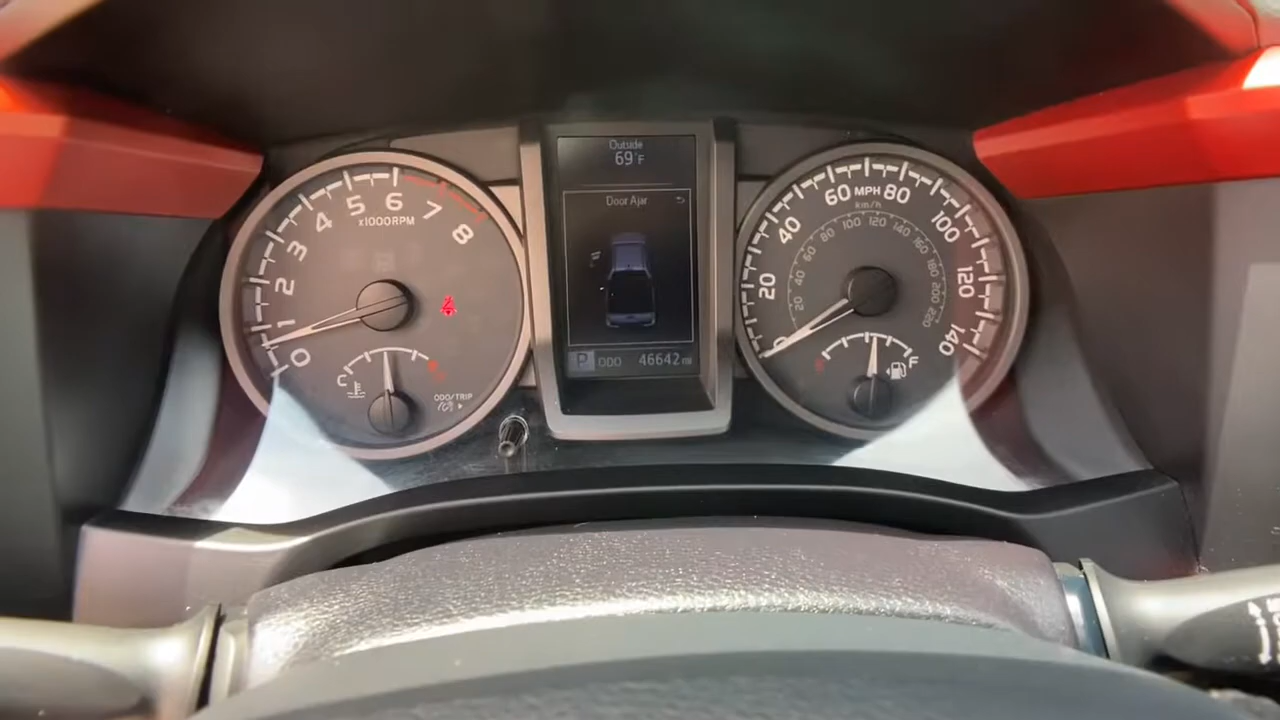 0 1 2 3 4 5 6 7 8
x1000RPM
C
ODO/TRIP
Outside
69°F
Door Ajar
P ODO 46642 mi
0 20 40 60 80 100 120 140
MPH
km/h
20 40 60 80 100 120 140 160 180 200 220
F